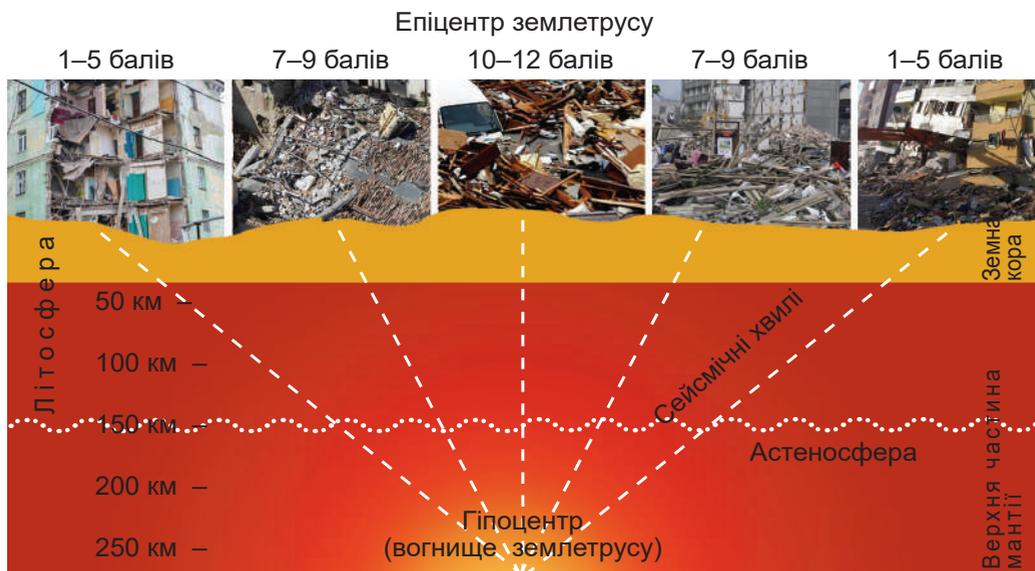 Епіцентр землетрусу
1–5 балів 7–9 балів 10–12 балів 7–9 балів 1–5 балів
Земна
кора
Літосфера
50 км –
100 км –
150 км –
200 км –
250 км –
Сейсмічні хвилі
Астеносфера
Верхня частина
мантії
Гіпоцентр
(вогнище землетрусу)